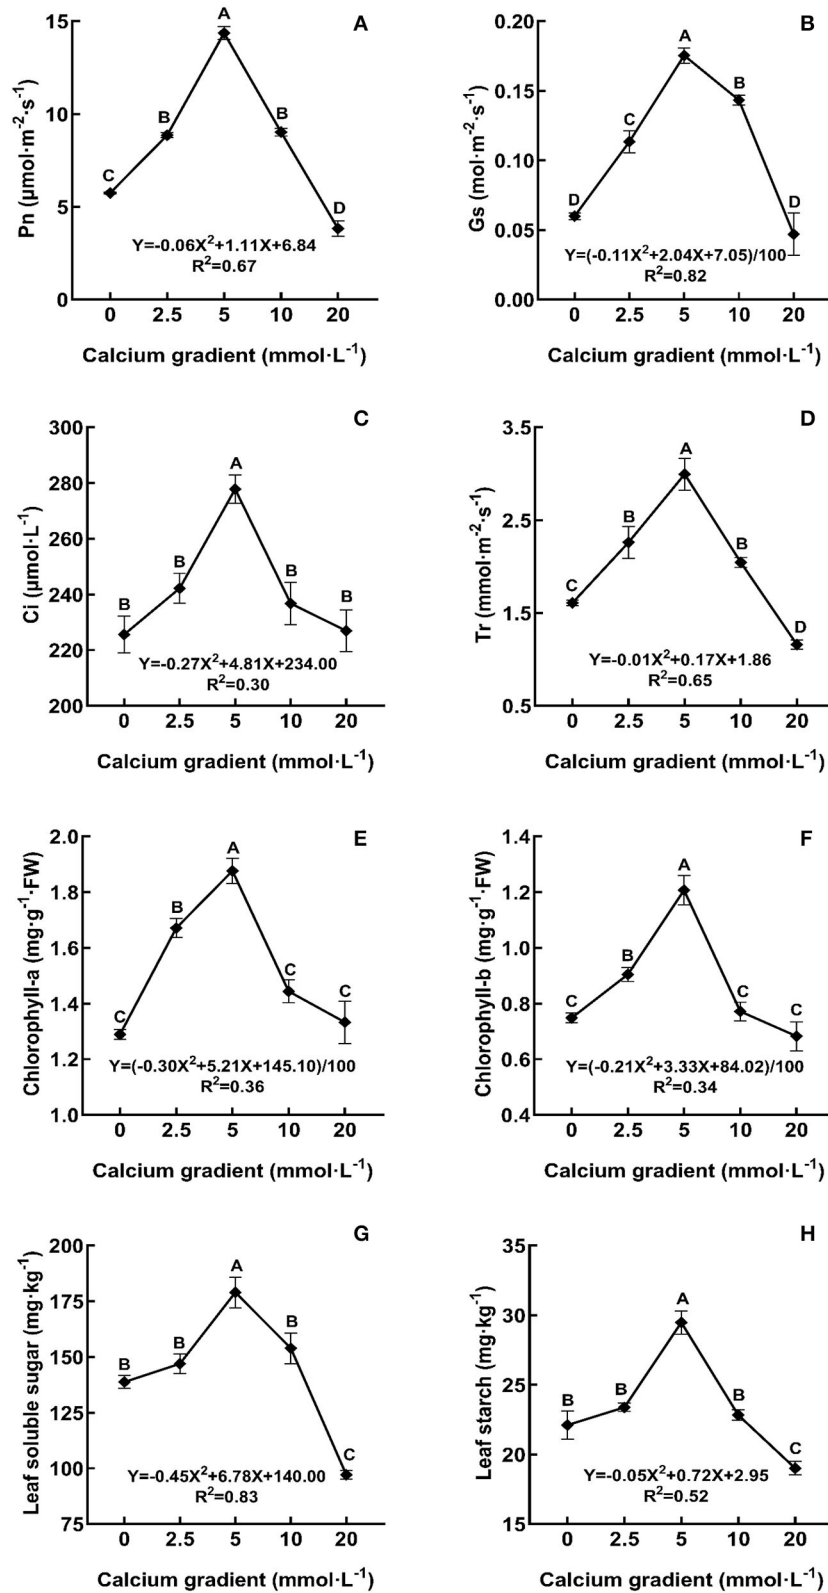 A
Pn (μmol·m⁻²·s⁻¹)
15
10
5
0
C
B
A
B
D
Y=-0.06X²+1.11X+6.84
R²=0.67
0 2.5 5 10 20
Calcium gradient (mmol·L⁻¹)
B
Gs (mol·m⁻²·s⁻¹)
0.20
0.15
0.10
0.05
0.00
D
C
A
B
D
Y=(-0.11X²+2.04X+7.05)/100
R²=0.82
0 2.5 5 10 20
Calcium gradient (mmol·L⁻¹)
C
Ci (μmol·L⁻¹)
300
280
260
240
220
200
B
B
A
B
B
Y=-0.27X²+4.81X+234.00
R²=0.30
0 2.5 5 10 20
Calcium gradient (mmol·L⁻¹)
D
Tr (mmol·m⁻²·s⁻¹)
3.5
2.5
1.5
0.5
C
B
A
B
D
Y=-0.01X²+0.17X+1.86
R²=0.65
0 2.5 5 10 20
Calcium gradient (mmol·L⁻¹)
E
Chlorophyll-a (mg·g⁻¹·FW)
2.0
1.8
1.6
1.4
1.2
1.0
C
B
A
C
C
Y=(-0.30X²+5.21X+145.10)/100
R²=0.36
0 2.5 5 10 20
Calcium gradient (mmol·L⁻¹)
F
Chlorophyll-b (mg·g⁻¹·FW)
1.4
1.2
1.0
0.8
0.6
0.4
C
B
A
C
C
Y=(-0.21X²+3.33X+84.02)/100
R²=0.34
0 2.5 5 10 20
Calcium gradient (mmol·L⁻¹)
G
Leaf soluble sugar (mg·kg⁻¹)
200
175
150
125
100
75
B
B
A
B
C
Y=-0.45X²+6.78X+140.00
R²=0.83
0 2.5 5 10 20
Calcium gradient (mmol·L⁻¹)
H
Leaf starch (mg·kg⁻¹)
35
30
25
20
15
B
B
A
B
C
Y=-0.05X²+0.72X+2.95
R²=0.52
0 2.5 5 10 20
Calcium gradient (mmol·L⁻¹)